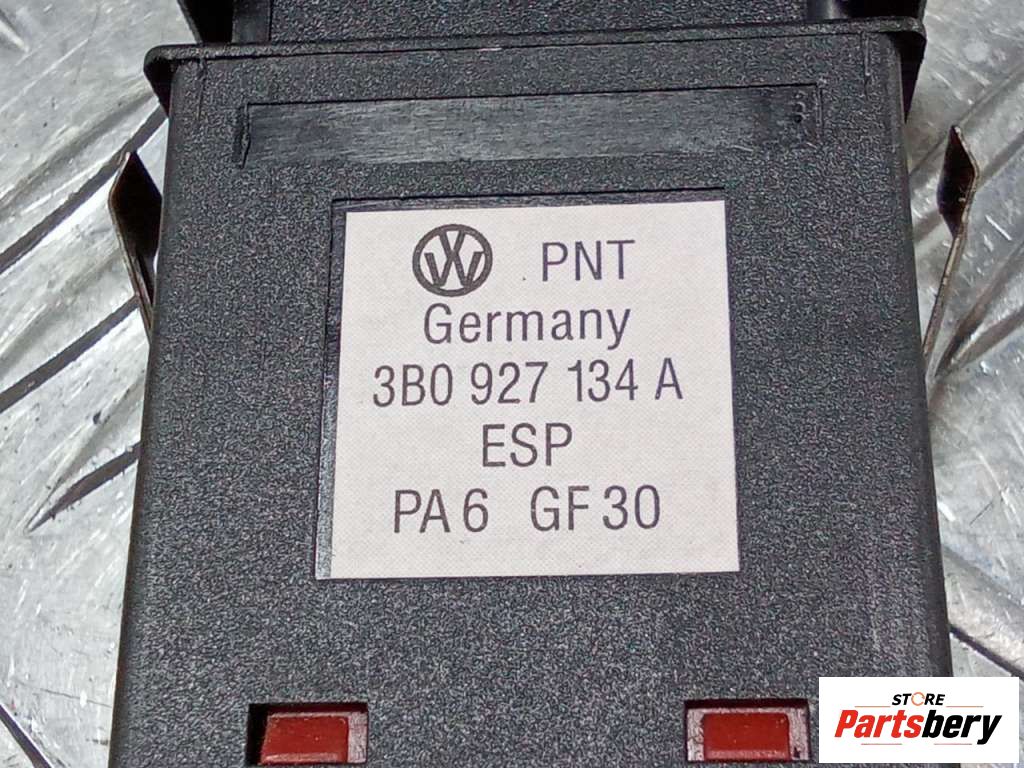 PNT
Germany
3B0 927 134 A
ESP
PA6 GF30
STORE
Partsbery